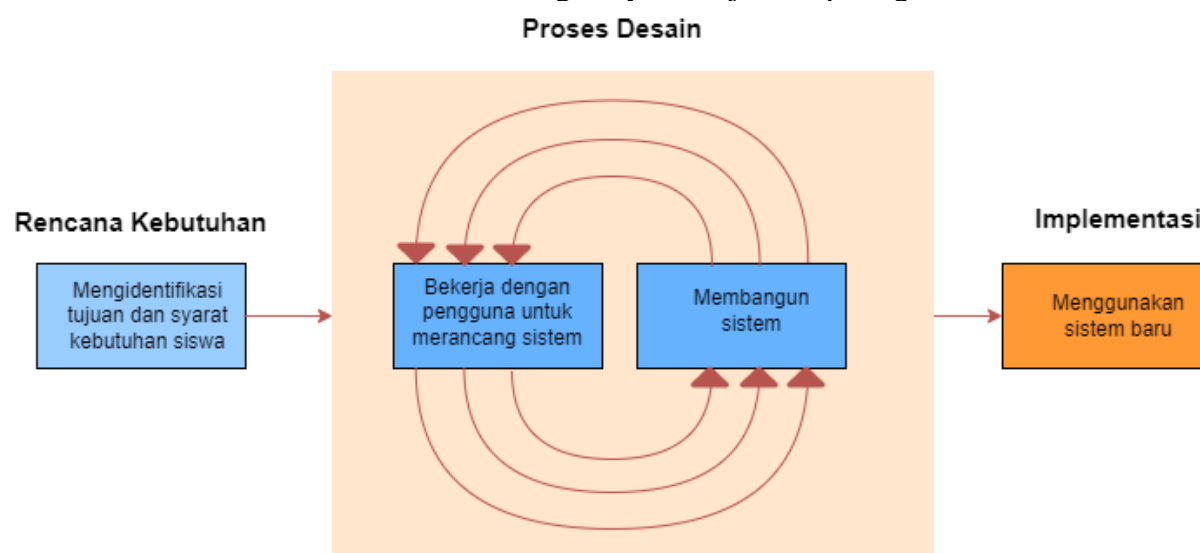 Proses Desain
Rencana Kebutuhan
Mengidentifikasi
tujuan dan syarat
kebutuhan siswa
Bekerja dengan
pengguna untuk
merancang sistem
Membangun
sistem
Implementasi
Menggunakan
sistem baru